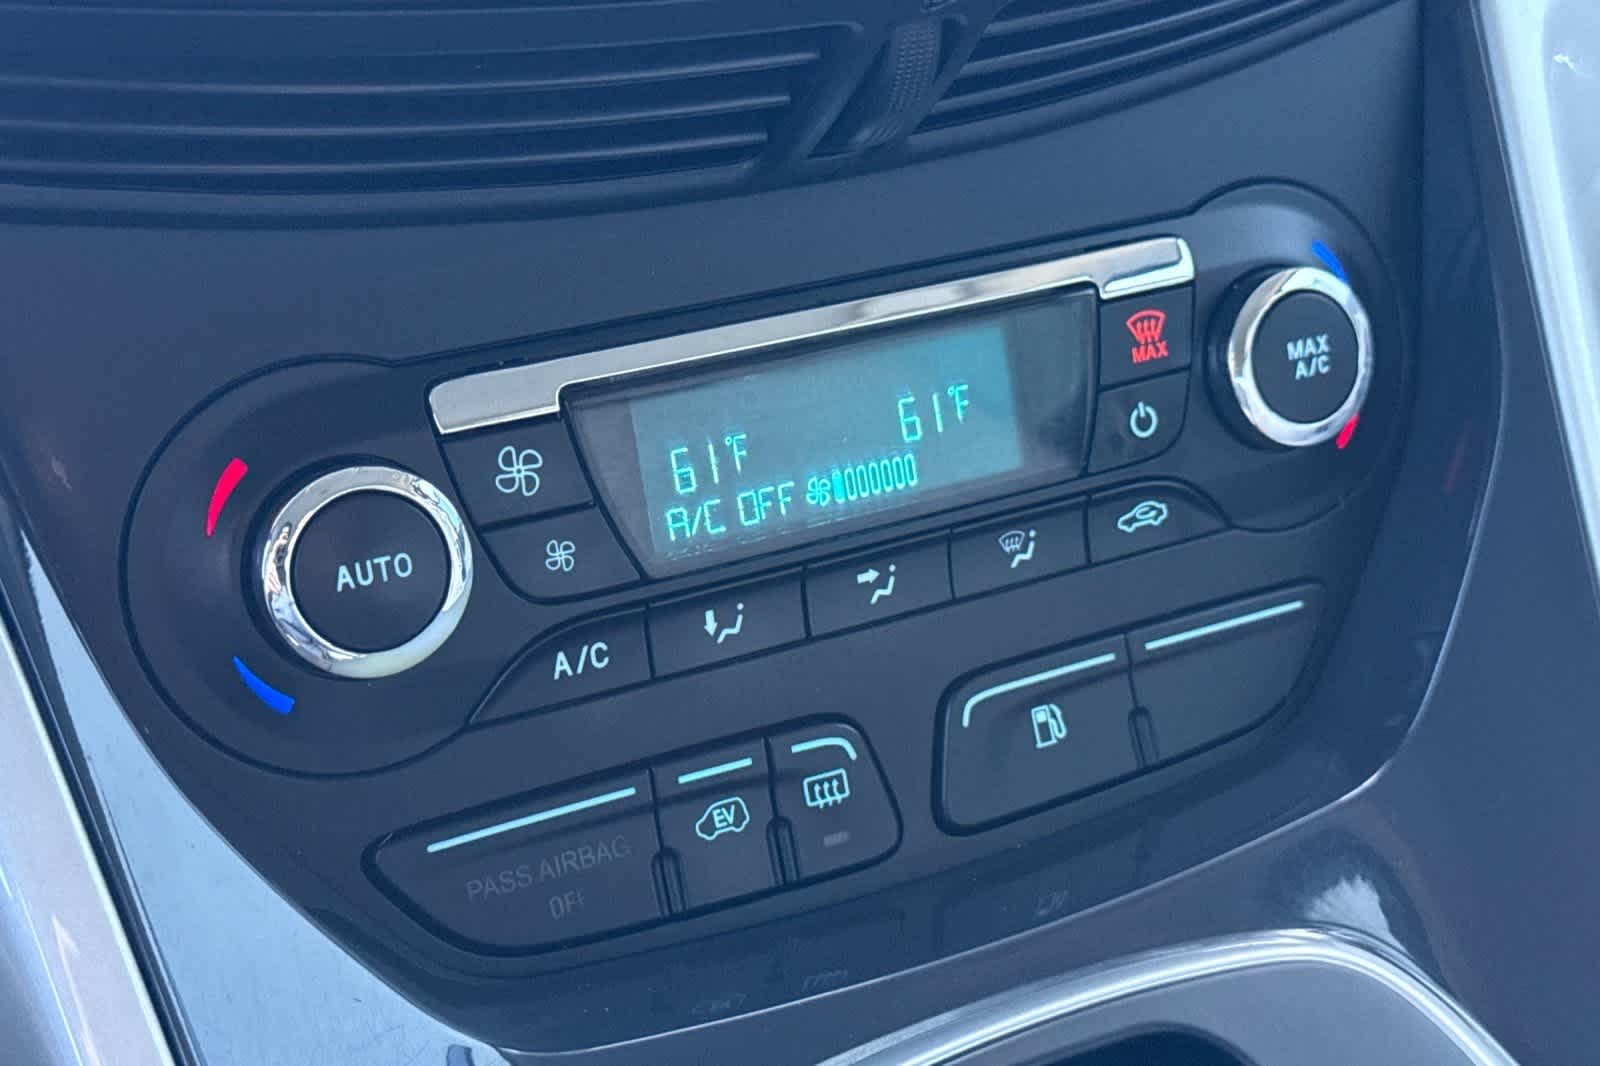 MAX
MAX
A/C
61°F
61°F
A/C OFF
AUTO
A/C
EV
PASS AIRBAG
OFF